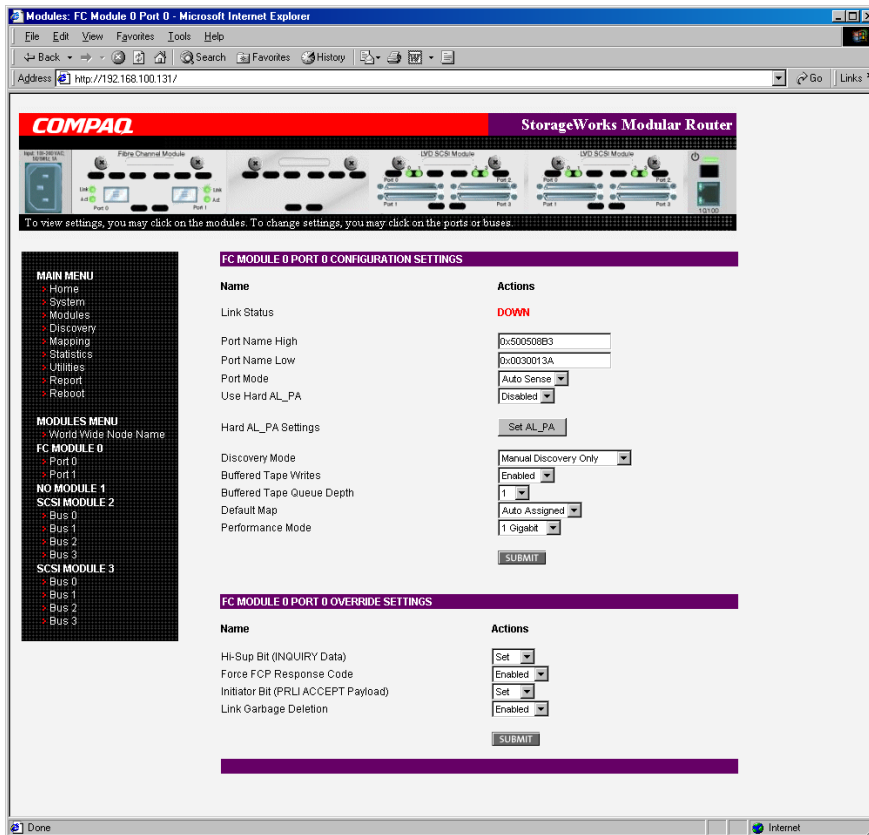 Modules: FC Module 0 Port 0 - Microsoft Internet Explorer
File Edit View Favorites Tools Help
Back Search Favorites History
Address http://192.168.100.131/ Go Links
COMPAQ StorageWorks Modular Router
Input: 100-240 VAC,
Fibre Channel Module LVD SCSI Module LVD SCSI Module
Port 0 Port 2 Port 0 Port 2
Link Link
Act Act
Port 0 Port 1 Port 1 Port 3 Port 1 Port 3 10/100
To view settings, you may click on the modules. To change settings, you may click on the ports or buses.
MAIN MENU
Home
System
Modules
Discovery
Mapping
Statistics
Utilities
Report
Reboot
MODULES MENU
World Wide Node Name
FC MODULE 0
Port 0
Port 1
NO MODULE 1
SCSI MODULE 2
Bus 0
Bus 1
Bus 2
Bus 3
SCSI MODULE 3
Bus 0
Bus 1
Bus 2
Bus 3
FC MODULE 0 PORT 0 CONFIGURATION SETTINGS
Name Actions
Link Status DOWN
Port Name High 0x500508B3
Port Name Low 0x0030013A
Port Mode Auto Sense
Use Hard AL_PA Disabled
Hard AL_PA Settings Set AL_PA
Discovery Mode Manual Discovery Only
Buffered Tape Writes Enabled
Buffered Tape Queue Depth 1
Default Map Auto Assigned
Performance Mode 1 Gigabit
SUBMIT
FC MODULE 0 PORT 0 OVERRIDE SETTINGS
Name Actions
Hi-Sup Bit (INQUIRY Data) Set
Force FCP Response Code Enabled
Initiator Bit (PRLI ACCEPT Payload) Set
Link Garbage Deletion Enabled
SUBMIT
Done Internet